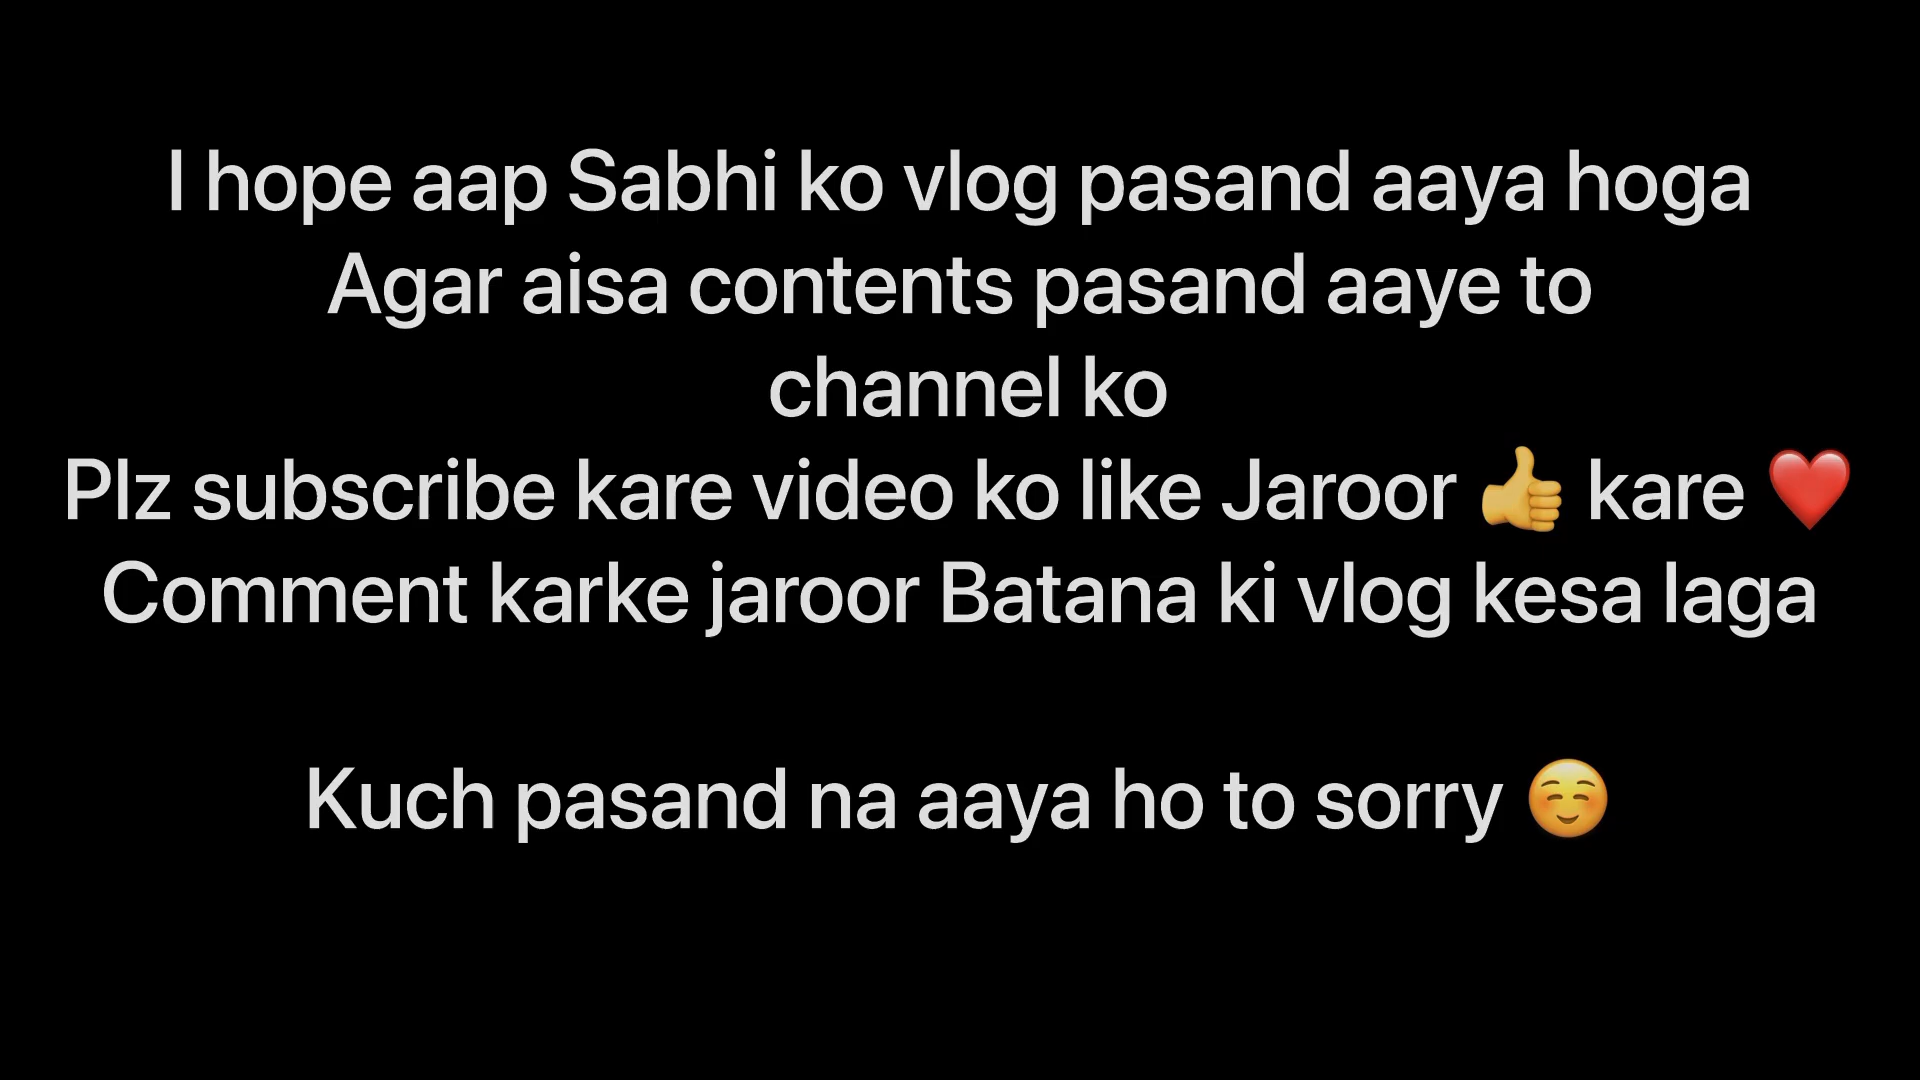 I hope aap Sabhi ko vlog pasand aaya hoga
Agar aisa contents pasand aaye to
channel ko
Plz subscribe kare video ko like Jaroor 👍 kare ❤️
Comment karke jaroor Batana ki vlog kesa laga
Kuch pasand na aaya ho to sorry ☺️